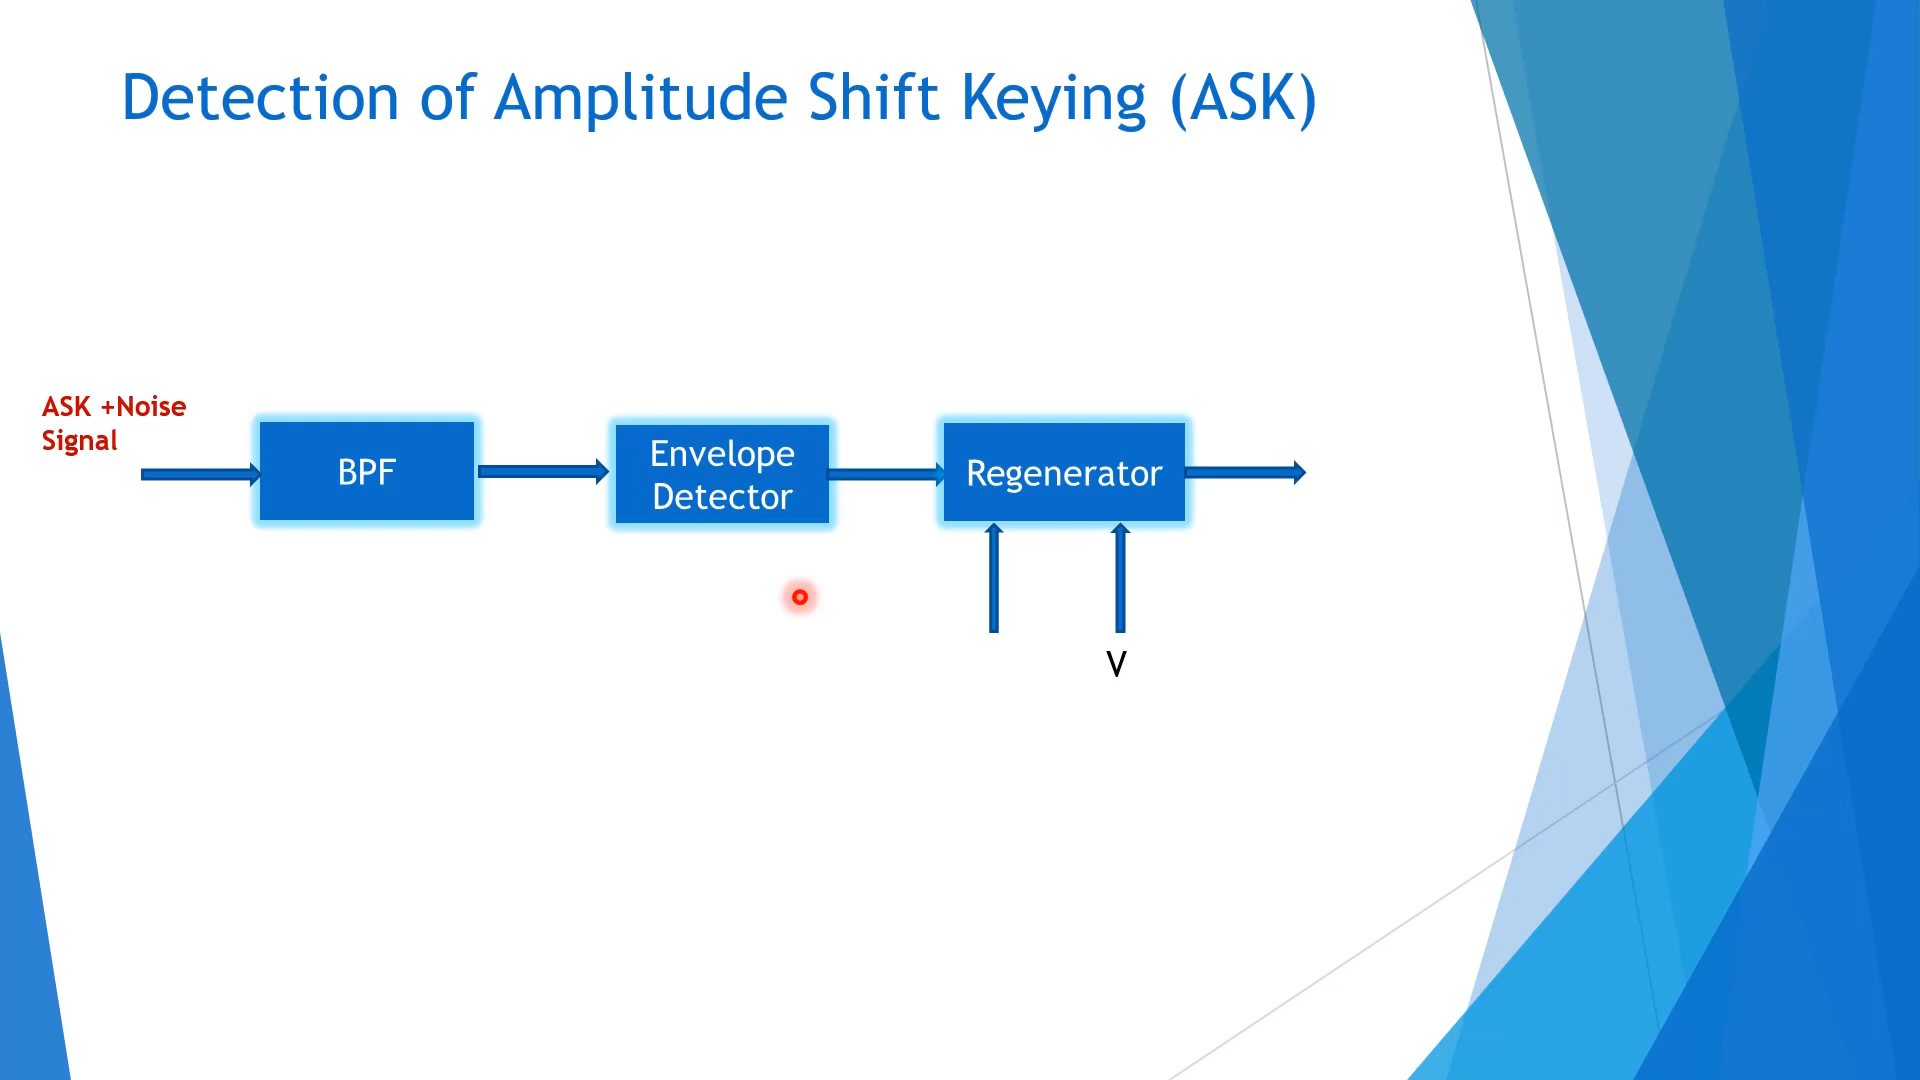 Detection of Amplitude Shift Keying (ASK)
ASK +Noise
Signal
BPF
Envelope
Detector
Regenerator
V